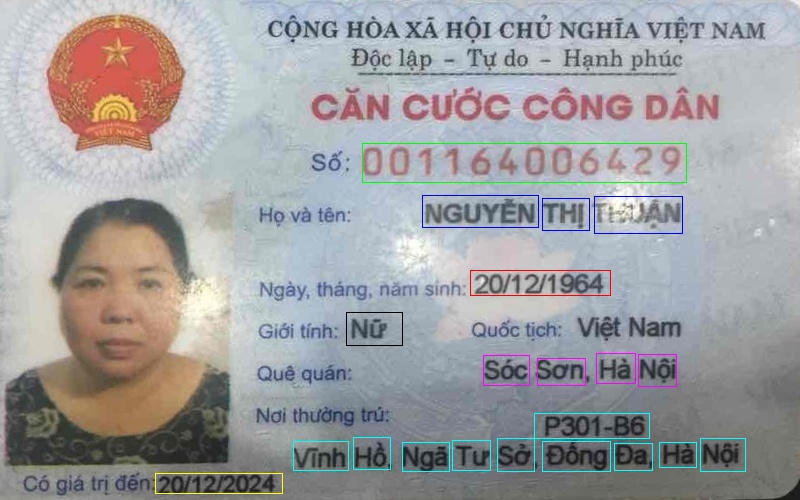 CỘNG HÒA XÃ HỘI CHỦ NGHĨA VIỆT NAM
Độc lập - Tự do - Hạnh phúc
CĂN CƯỚC CÔNG DÂN
Số: 001164006429
Họ và tên: NGUYỄN THỊ THUẬN
Ngày, tháng, năm sinh: 20/12/1964
Giới tính: Nữ Quốc tịch: Việt Nam
Quê quán: Sóc Sơn, Hà Nội
Nơi thường trú: P301-B6
Vĩnh Hồ, Ngã Tư Sở, Đống Đa, Hà Nội
Có giá trị đến: 20/12/2024
VIỆT NAM